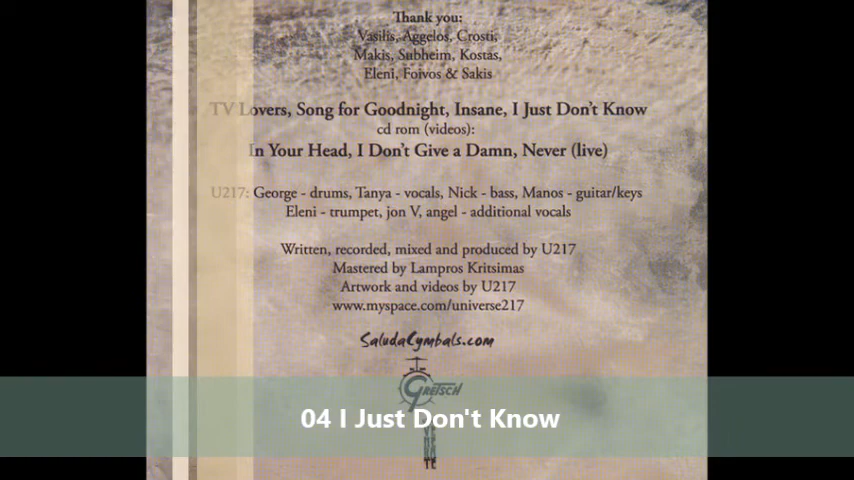 Thank you:
Vasilis, Aggelos, Crosti,
Makis, Subheim, Kostas,
Eleni, Foivos & Sakis
TV Lovers, Song for Goodnight, Insane, I Just Don't Know
cd rom (videos):
In Your Head, I Don't Give a Damn, Never (live)
U217: George - drums, Tanya - vocals, Nick - bass, Manos - guitar/keys
Eleni - trumpet, jon V, angel - additional vocals
Written, recorded, mixed and produced by U217
Mastered by Lampros Kritsimas
Artwork and videos by U217
www.myspace.com/universe217
SaludaCymbals.com
GRETSCH
04 I Just Don't Know